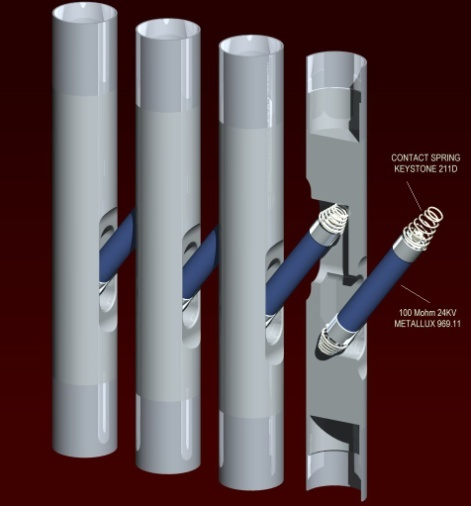 CONTACT SPRING
KEYSTONE 211D
100 Mohm 24KV
METALLUX 969.11